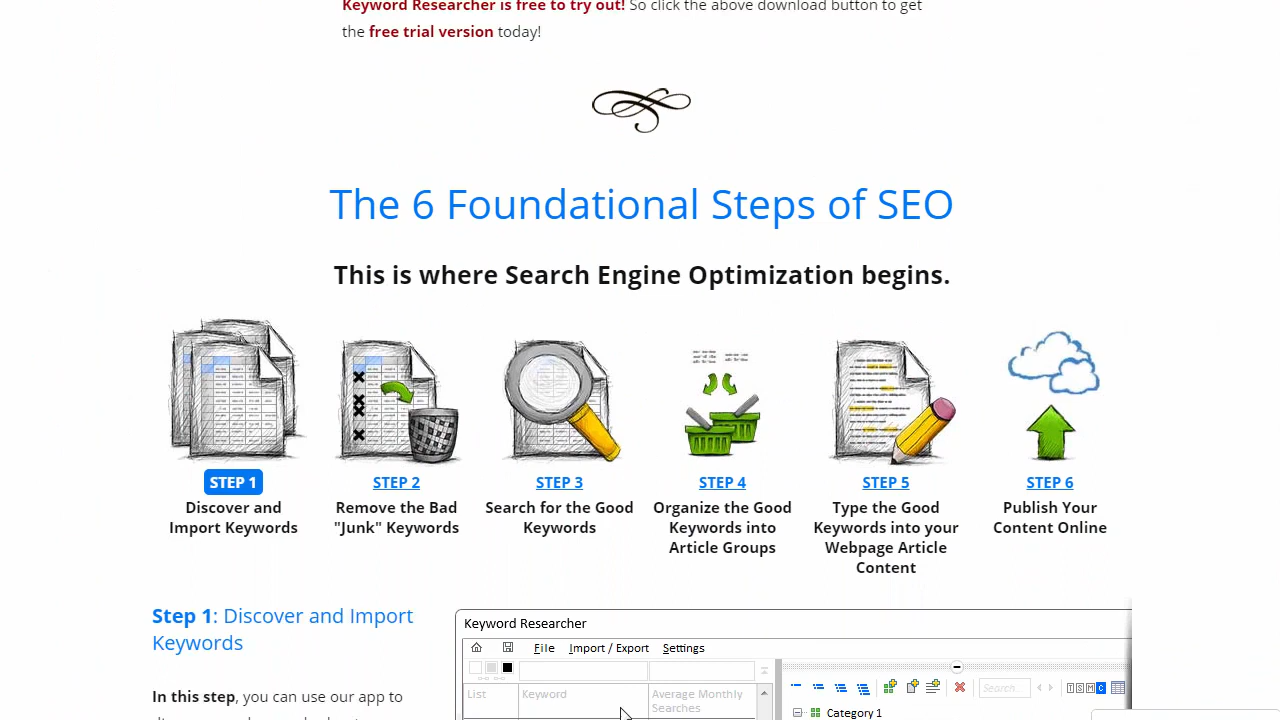 Keyword Researcher is free to try out! So click the above download button to get
the free trial version today!
The 6 Foundational Steps of SEO
This is where Search Engine Optimization begins.
STEP 1
Discover and
Import Keywords
STEP 2
Remove the Bad
"Junk" Keywords
STEP 3
Search for the Good
Keywords
STEP 4
Organize the Good
Keywords into
Article Groups
STEP 5
Type the Good
Keywords into your
Webpage Article
Content
STEP 6
Publish Your
Content Online
Step 1: Discover and Import
Keywords
In this step, you can use our app to
Keyword Researcher
File Import / Export Settings
List Keyword Average Monthly
Searches
Search...
T S M C
Category 1